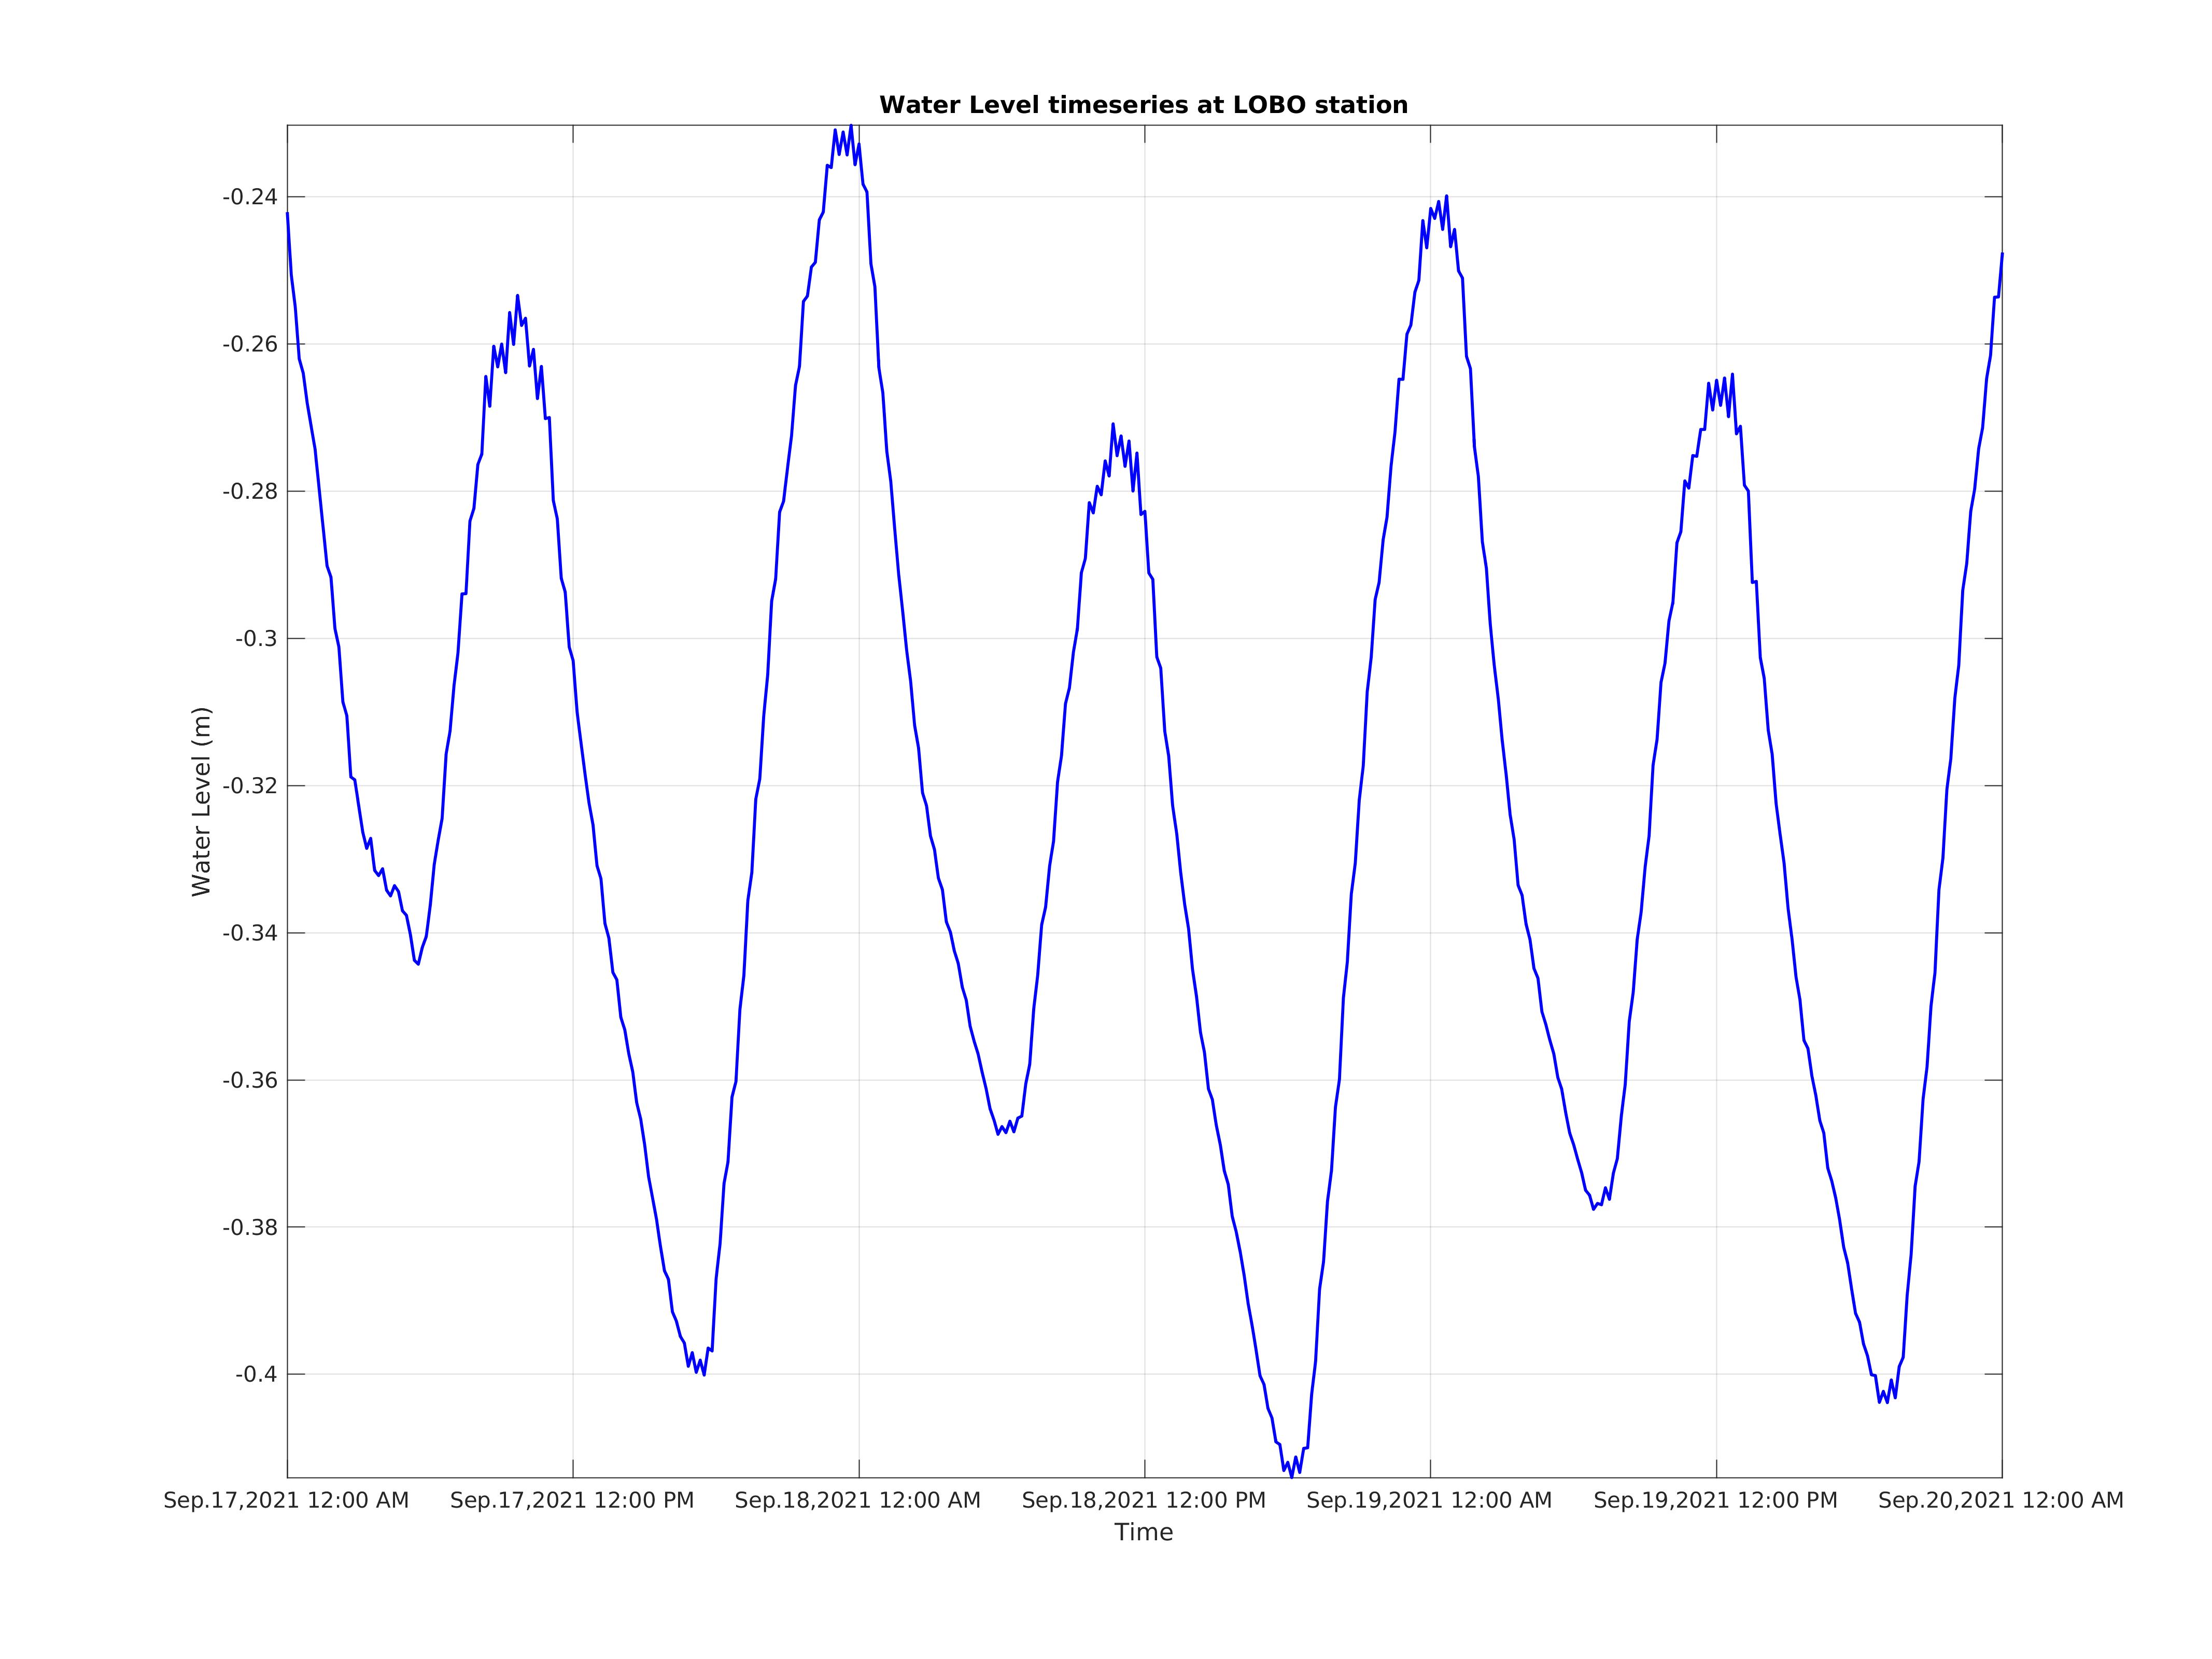 Water Level timeseries at LOBO station
-0.24
-0.26
-0.28
-0.3
-0.32
-0.34
-0.36
-0.38
-0.4
Water Level (m)
Sep.17,2021 12:00 AM
Sep.17,2021 12:00 PM
Sep.18,2021 12:00 AM
Sep.18,2021 12:00 PM
Sep.19,2021 12:00 AM
Sep.19,2021 12:00 PM
Sep.20,2021 12:00 AM
Time